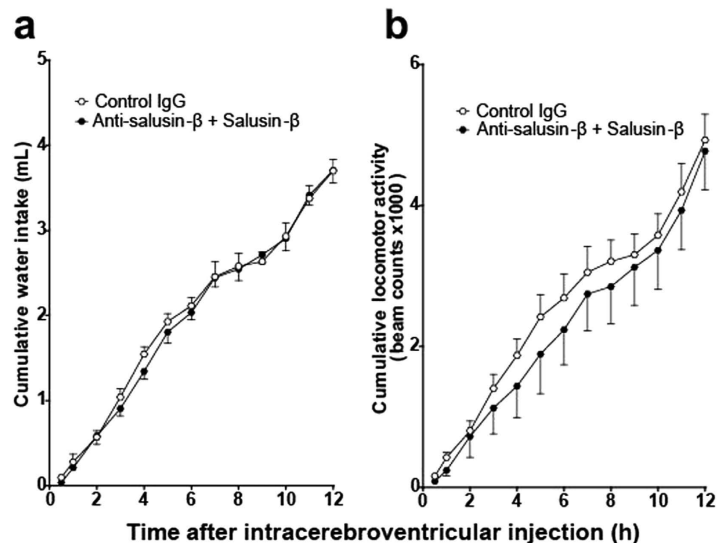 a
b
Cumulative water intake (mL)
5
4
3
2
1
0
Control IgG
Anti-salusin-β + Salusin-β
0 2 4 6 8 10 12
Cumulative locomotor activity
(beam counts x1000)
6
4
2
0
Control IgG
Anti-salusin-β + Salusin-β
0 2 4 6 8 10 12
Time after intracerebroventricular injection (h)